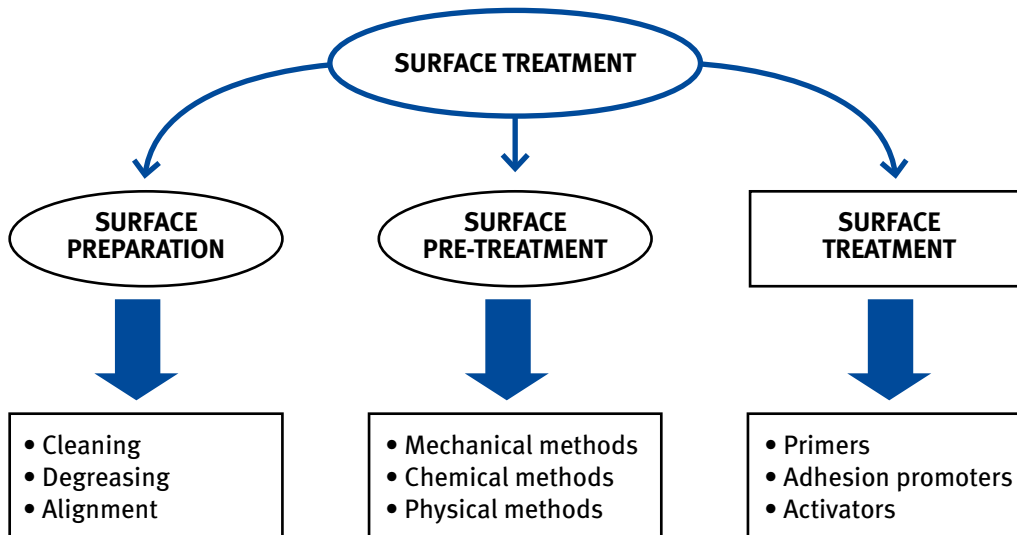 SURFACE TREATMENT
SURFACE
PREPARATION
SURFACE
PRE-TREATMENT
SURFACE
TREATMENT
• Cleaning
• Degreasing
• Alignment
• Mechanical methods
• Chemical methods
• Physical methods
• Primers
• Adhesion promoters
• Activators